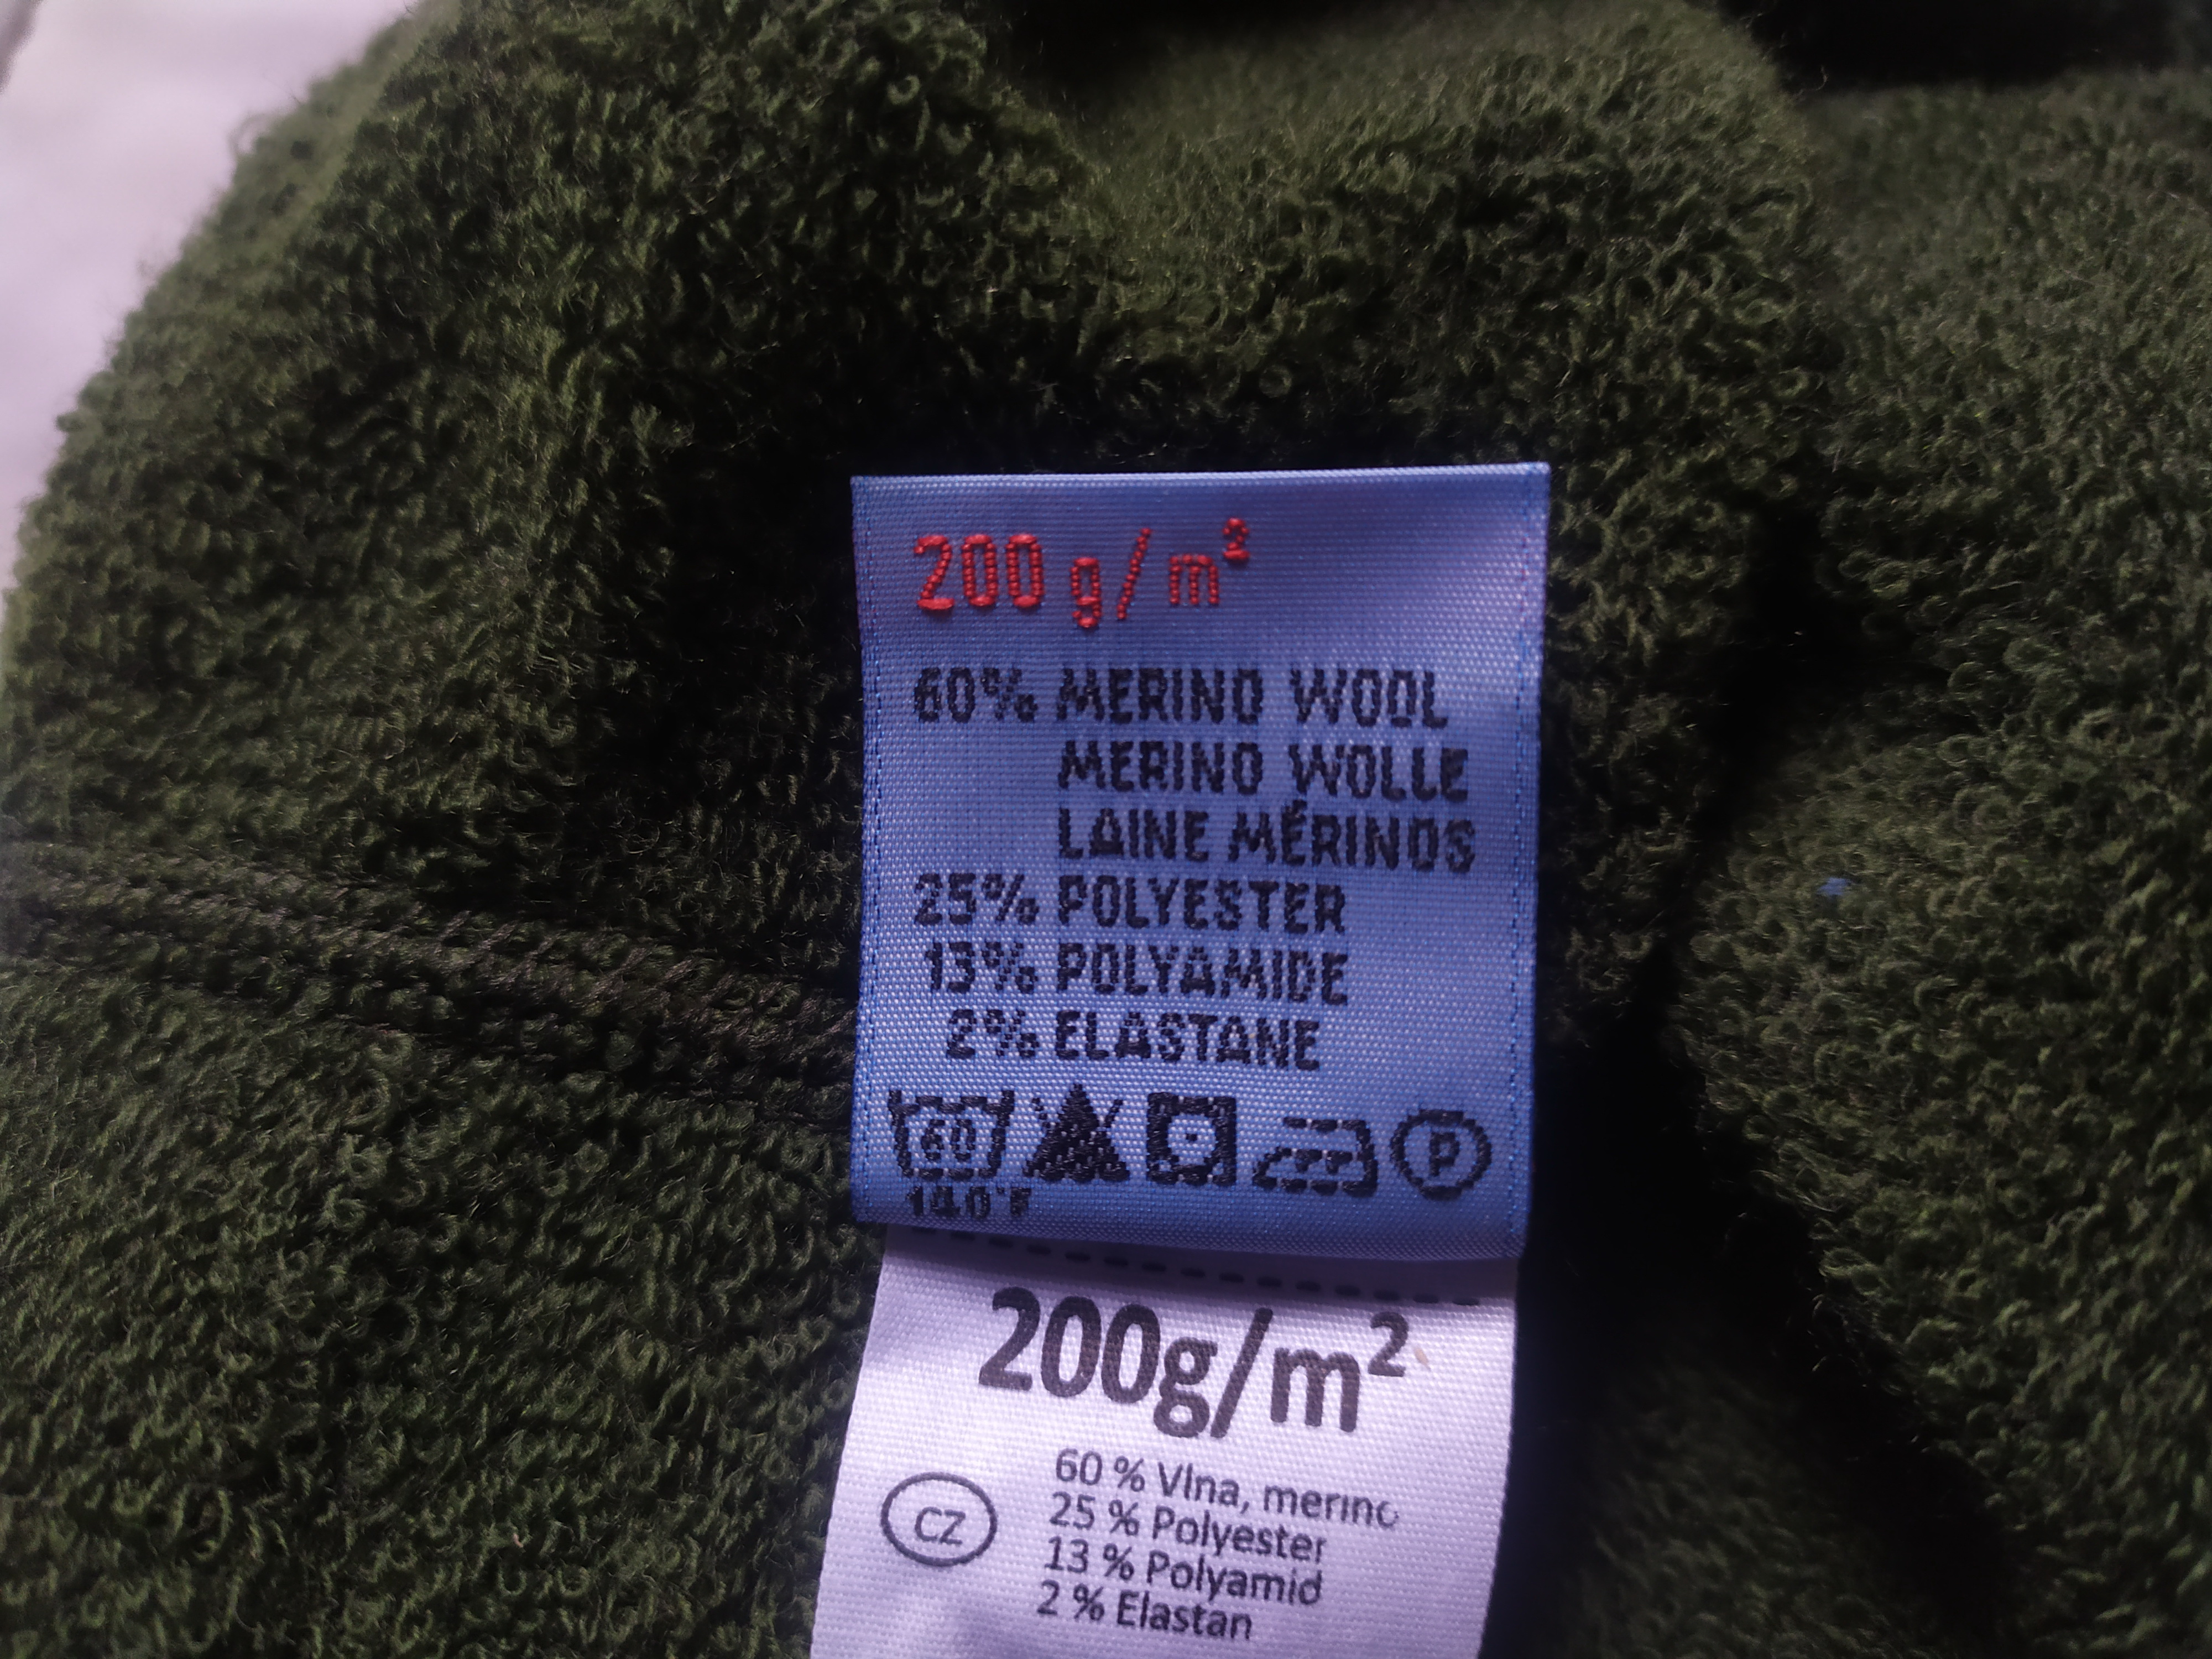 200 g/m²
60% MERINO WOOL
MERINO WOLLE
LAINE MÉRINOS
25% POLYESTER
13% POLYAMIDE
2% ELASTANE
60 P
140°F
200g/m²
60 % Vlna, merino
CZ
25 % Polyester
13 % Polyamid
2 % Elastan